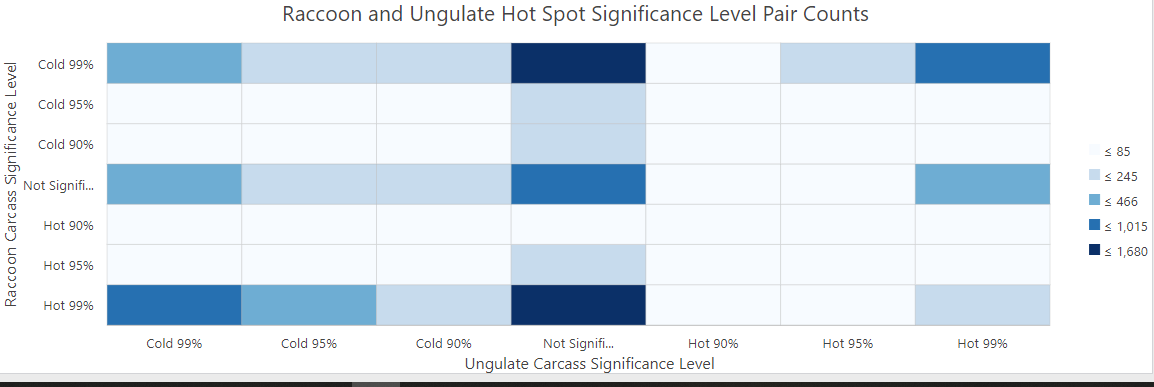 Raccoon and Ungulate Hot Spot Significance Level Pair Counts
Raccoon Carcass Significance Level
Cold 99%
Cold 95%
Cold 90%
Not Signifi...
Hot 90%
Hot 95%
Hot 99%
Cold 99% Cold 95% Cold 90% Not Signifi... Hot 90% Hot 95% Hot 99%
Ungulate Carcass Significance Level
≤ 85
≤ 245
≤ 466
≤ 1,015
≤ 1,680